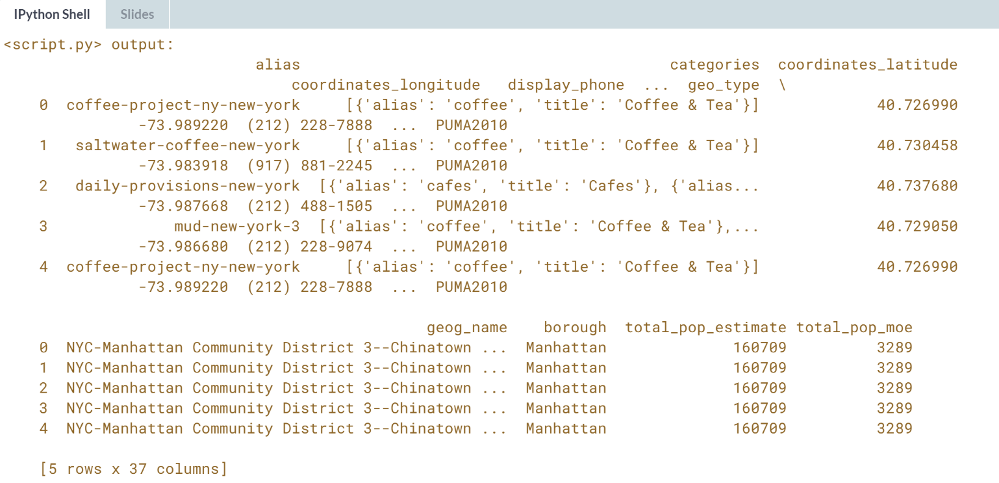 IPython Shell Slides
<script.py> output:
alias categories coordinates_latitude
coordinates_longitude display_phone ... geo_type \
0 coffee-project-ny-new-york [{'alias': 'coffee', 'title': 'Coffee & Tea'}] 40.726990
-73.989220 (212) 228-7888 ... PUMA2010
1 saltwater-coffee-new-york [{'alias': 'coffee', 'title': 'Coffee & Tea'}] 40.730458
-73.983918 (917) 881-2245 ... PUMA2010
2 daily-provisions-new-york [{'alias': 'cafes', 'title': 'Cafes'}, {'alias... 40.737680
-73.987668 (212) 488-1505 ... PUMA2010
3 mud-new-york-3 [{'alias': 'coffee', 'title': 'Coffee & Tea'},... 40.729050
-73.986680 (212) 228-9074 ... PUMA2010
4 coffee-project-ny-new-york [{'alias': 'coffee', 'title': 'Coffee & Tea'}] 40.726990
-73.989220 (212) 228-7888 ... PUMA2010
geog_name borough total_pop_estimate total_pop_moe
0 NYC-Manhattan Community District 3--Chinatown ... Manhattan 160709 3289
1 NYC-Manhattan Community District 3--Chinatown ... Manhattan 160709 3289
2 NYC-Manhattan Community District 3--Chinatown ... Manhattan 160709 3289
3 NYC-Manhattan Community District 3--Chinatown ... Manhattan 160709 3289
4 NYC-Manhattan Community District 3--Chinatown ... Manhattan 160709 3289
[5 rows x 37 columns]